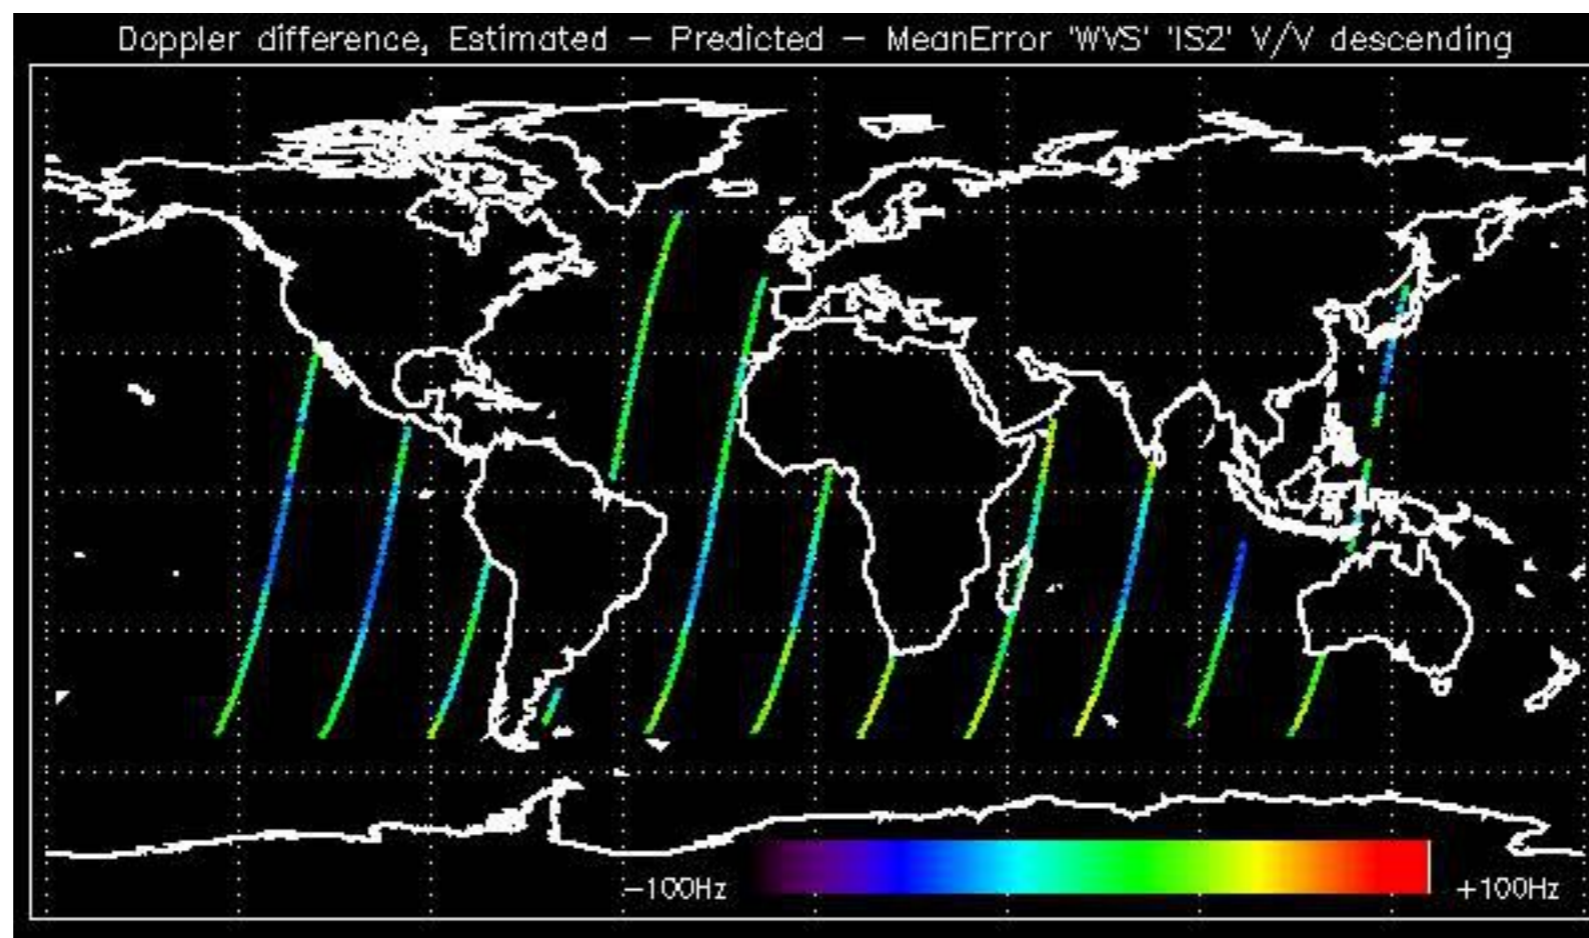 Doppler difference, Estimated - Predicted - MeanError 'WVS' 'IS2' V/V descending
-100Hz
+100Hz